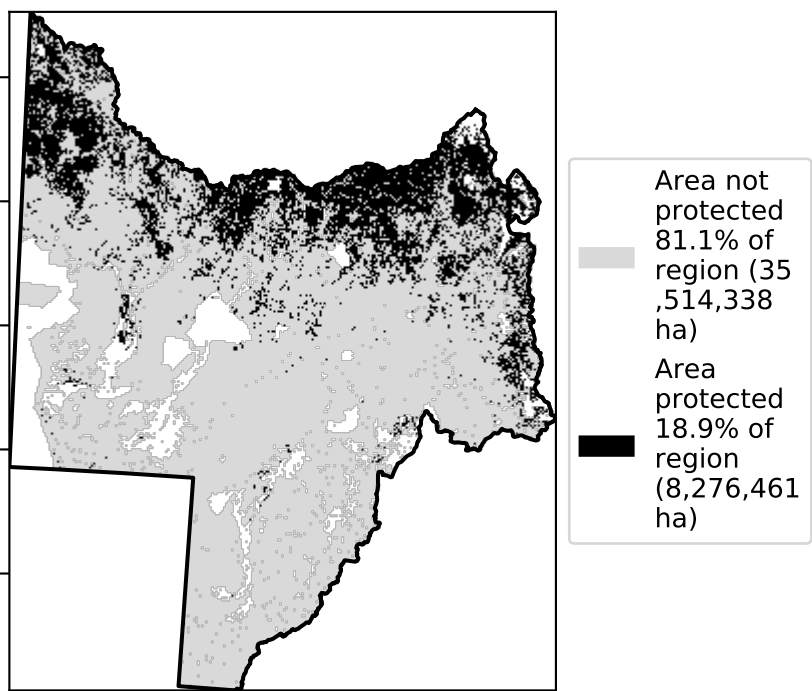 Area not
protected
81.1% of
region (35
,514,338
ha)
Area
protected
18.9% of
region
(8,276,461
ha)